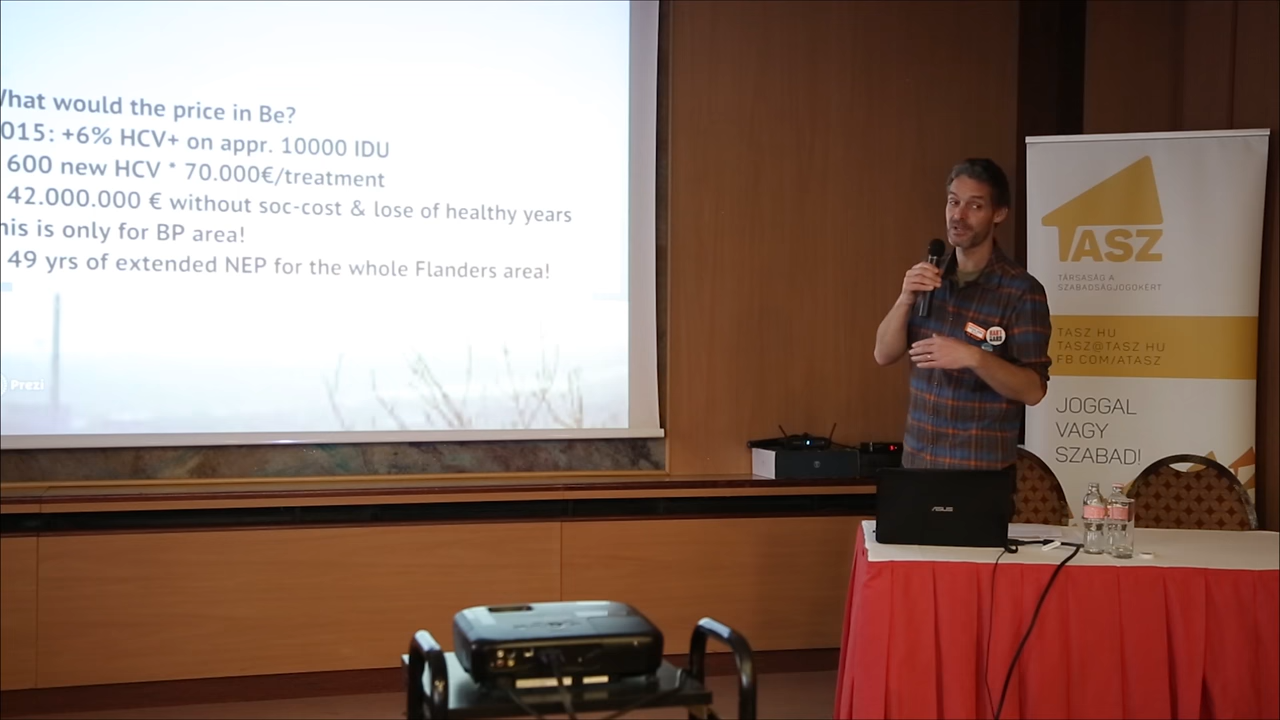 What would the price in Be?
015: +6% HCV+ on appr. 10000 IDU
600 new HCV * 70.000€/treatment
42.000.000 € without soc-cost & lose of healthy years
his is only for BP area!
49 yrs of extended NEP for the whole Flanders area!
Prezi
TASZ
TÁRSASÁG A
SZABADSÁGJOGOKÉRT
TASZ HU
TASZ@TASZ HU
FB COM/ATASZ
JOGGAL
VAGY
SZABAD!
ASUS